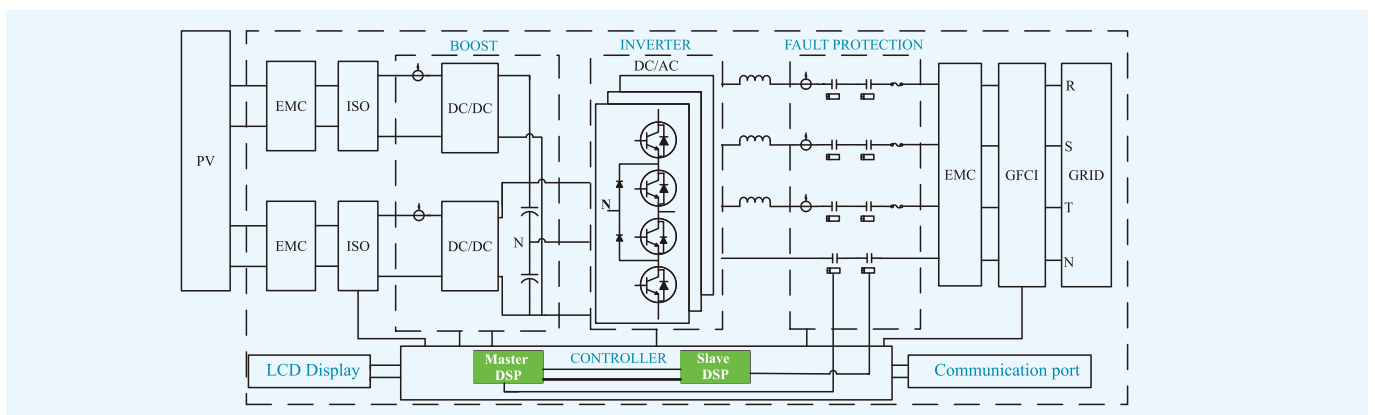 BOOST
INVERTER
FAULT PROTECTION
DC/AC
PV
EMC
ISO
DC/DC
EMC
ISO
DC/DC
N
N
EMC
GFCI
GRID
R
S
T
N
LCD Display
Master
DSP
CONTROLLER
Slave
DSP
Communication port